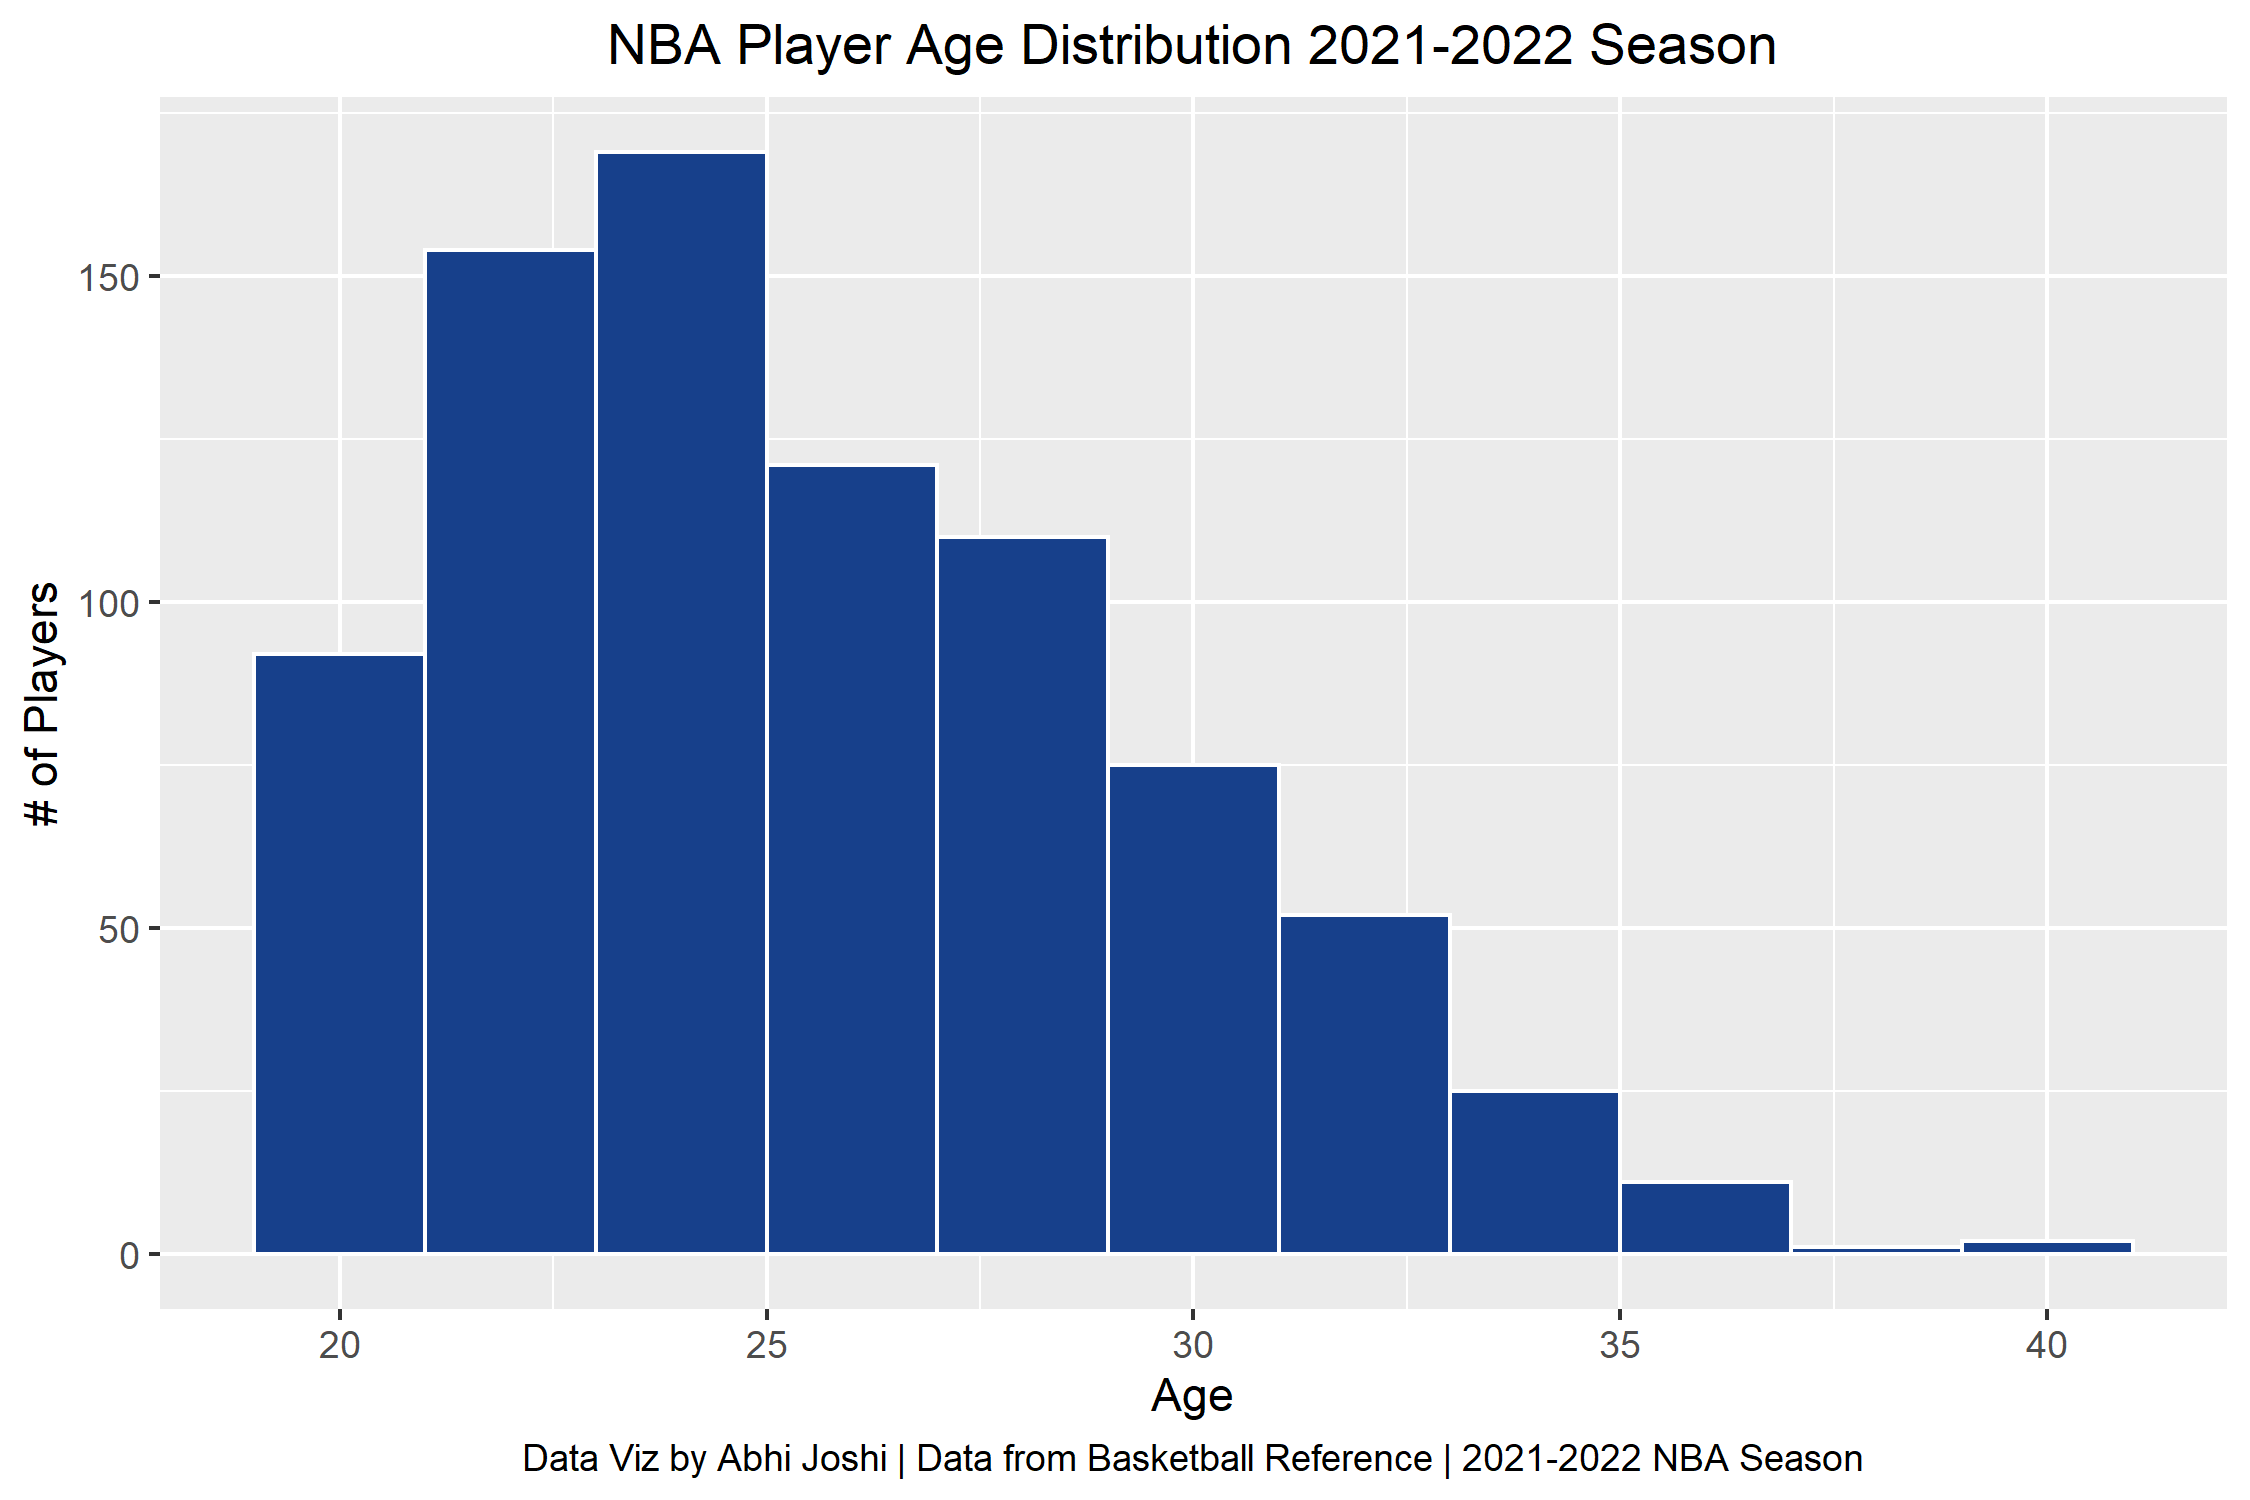 NBA Player Age Distribution 2021-2022 Season
# of Players
150
100
50
0
20 25 30 35 40
Age
Data Viz by Abhi Joshi | Data from Basketball Reference | 2021-2022 NBA Season